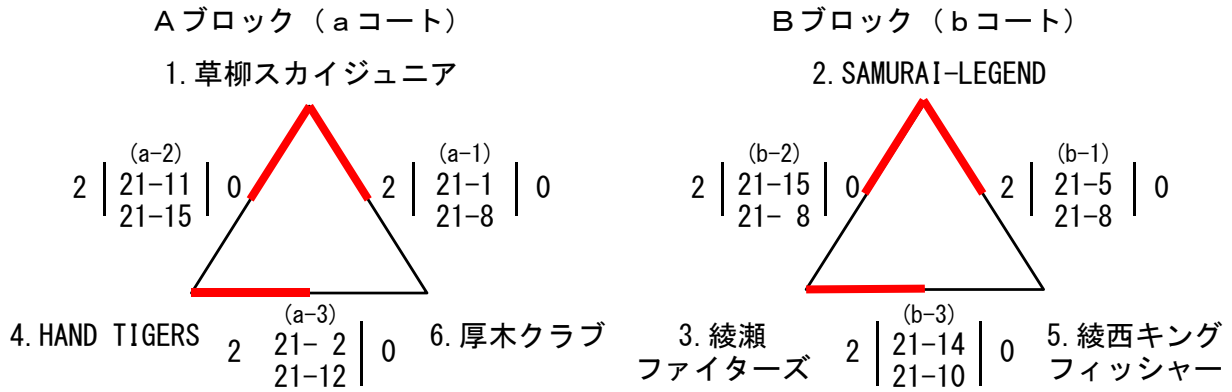 Aブロック（aコート）
1.草柳スカイジュニア
(a-2)
2 21-11 0
21-15
(a-1)
2 21-1 0
21-8
4.HAND TIGERS
(a-3)
2 21- 2 0
21-12
6.厚木クラブ
Bブロック（bコート）
2.SAMURAI-LEGEND
(b-2)
2 21-15 0
21- 8
(b-1)
2 21-5 0
21-8
3.綾瀬
ファイターズ
(b-3)
2 21-14 0
21-10
5.綾西キング
フィッシャー